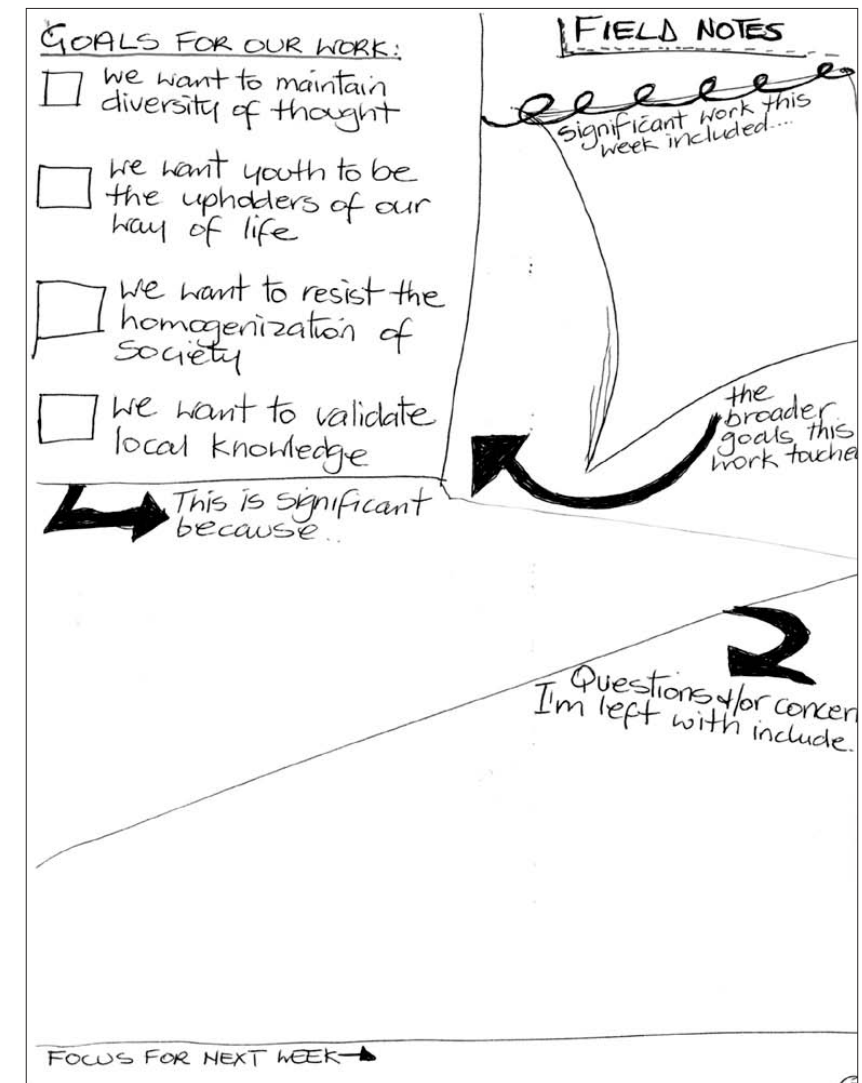 GOALS FOR OUR WORK:
we want to maintain
diversity of thought
we want youth to be
the upholders of our
way of life
we want to resist the
homogenization of
society
we want to validate
local knowledge
FIELD NOTES
significant work this
week included....
the
broader
goals this
work touche
This is significant
because..
Questions &/or concer
I'm left with include.
FOCUS FOR NEXT WEEK